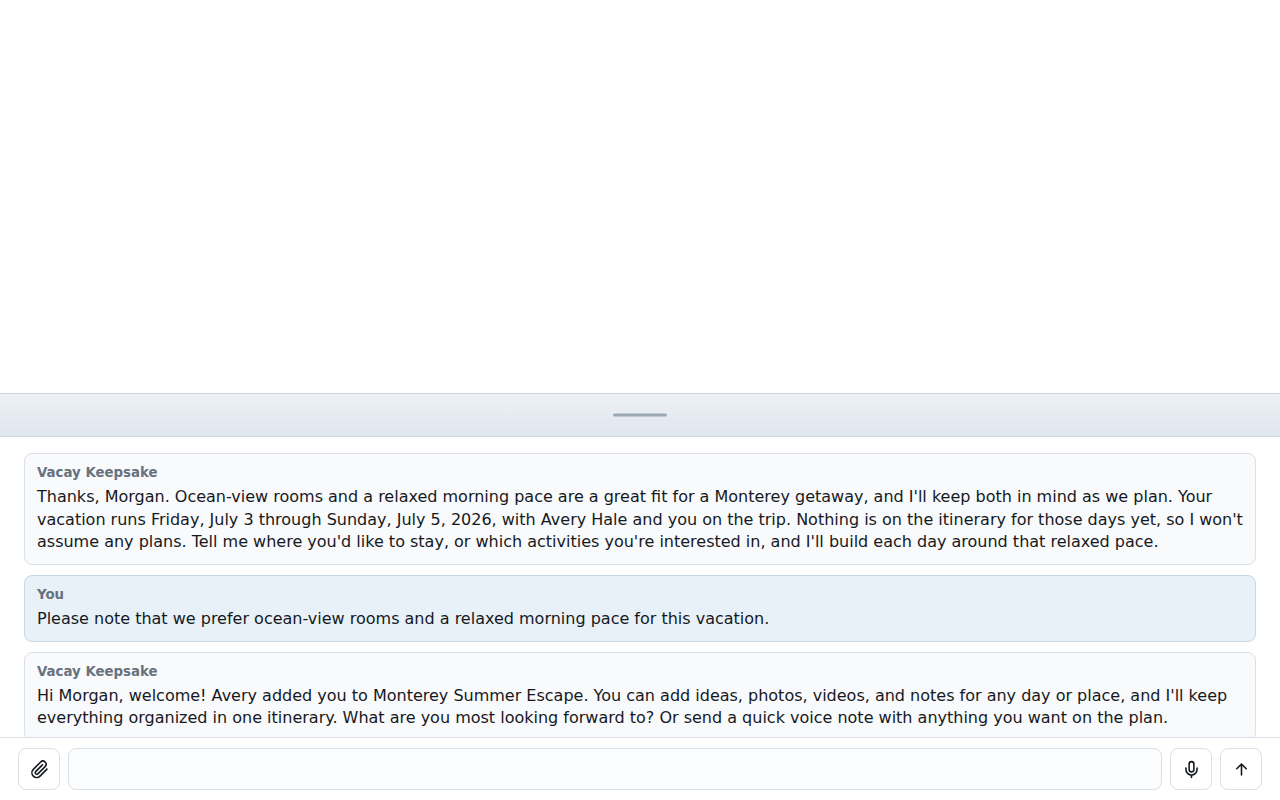 Vacay Keepsake
Thanks, Morgan. Ocean-view rooms and a relaxed morning pace are a great fit for a Monterey getaway, and I'll keep both in mind as we plan. Your
vacation runs Friday, July 3 through Sunday, July 5, 2026, with Avery Hale and you on the trip. Nothing is on the itinerary for those days yet, so I won't
assume any plans. Tell me where you'd like to stay, or which activities you're interested in, and I'll build each day around that relaxed pace.
You
Please note that we prefer ocean-view rooms and a relaxed morning pace for this vacation.
Vacay Keepsake
Hi Morgan, welcome! Avery added you to Monterey Summer Escape. You can add ideas, photos, videos, and notes for any day or place, and I'll keep
everything organized in one itinerary. What are you most looking forward to? Or send a quick voice note with anything you want on the plan.